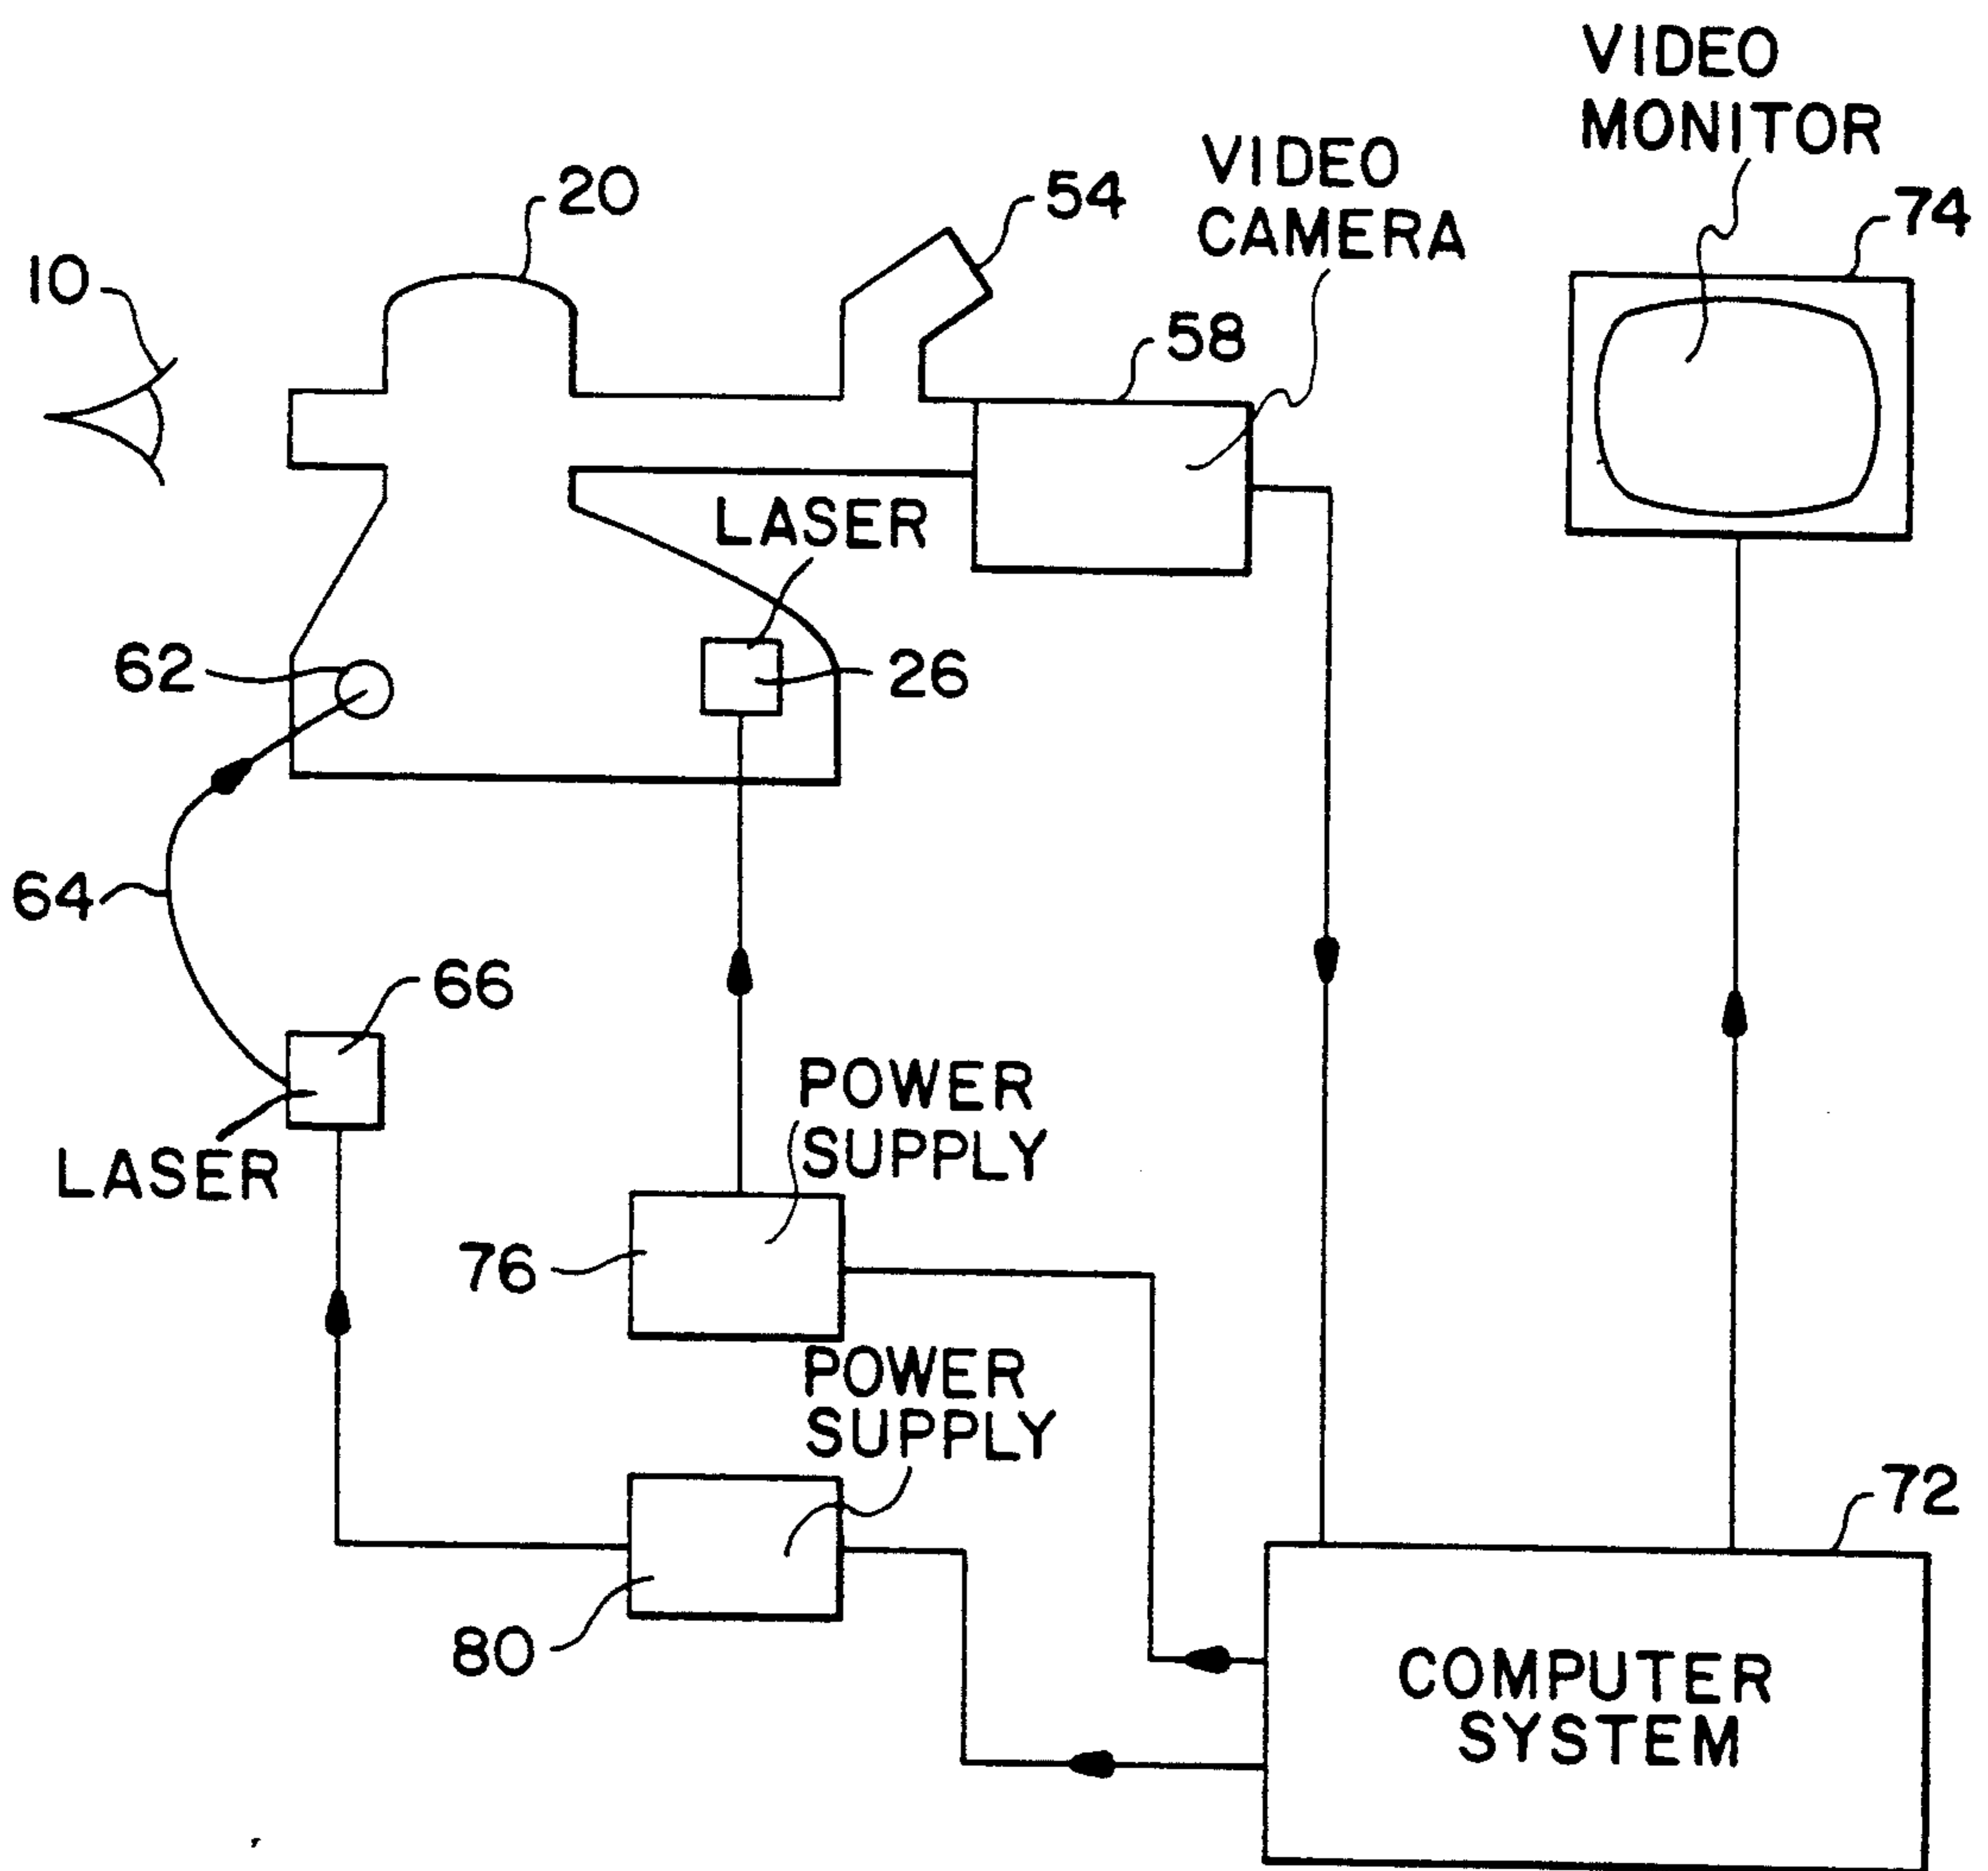 VIDEO
MONITOR
VIDEO
CAMERA
20
54
74
10
58
LASER
62
26
64
66
POWER
SUPPLY
LASER
76
POWER
SUPPLY
72
80
COMPUTER
SYSTEM